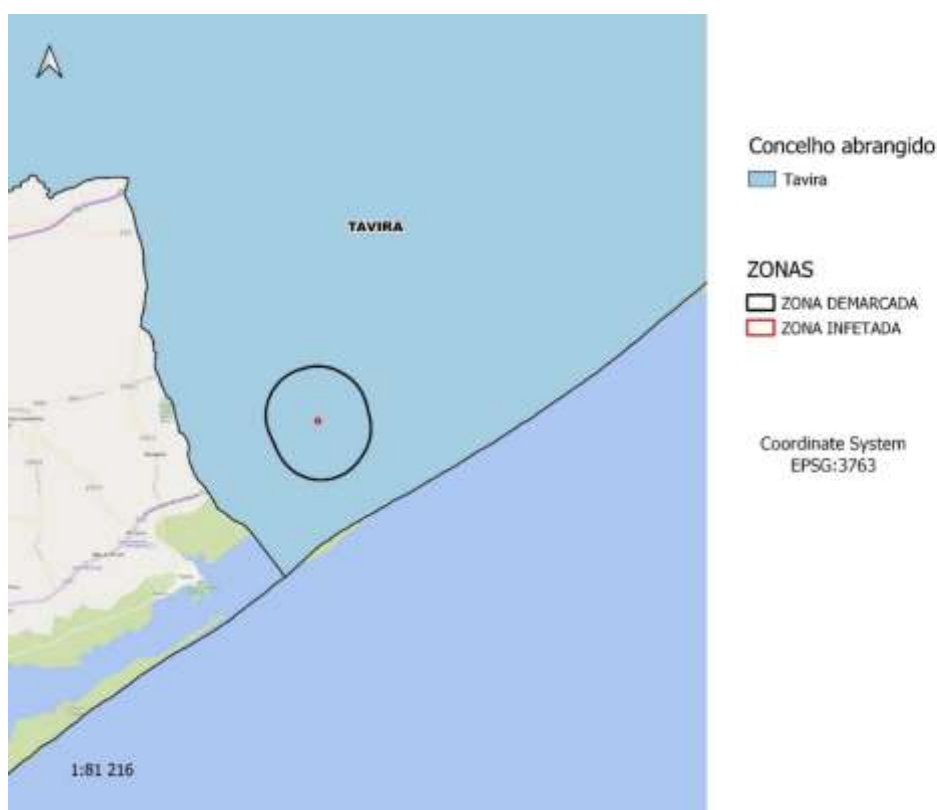 TAVIRA
1:81 216
Concelho abrangido
Tavira
ZONAS
ZONA DEMARCADA
ZONA INFETADA
Coordinate System
EPSG:3763